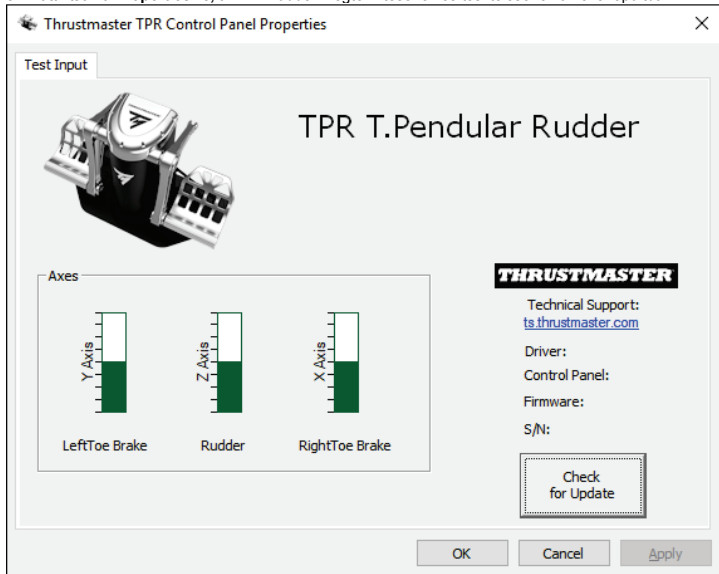 Thrustmaster TPR Control Panel Properties
Test Input
TPR T.Pendular Rudder
Axes
Y Axis
Z Axis
X Axis
LeftToe Brake
Rudder
RightToe Brake
THRUSTMASTER
Technical Support:
ts.thrustmaster.com
Driver:
Control Panel:
Firmware:
S/N:
Check
for Update
OK
Cancel
Apply